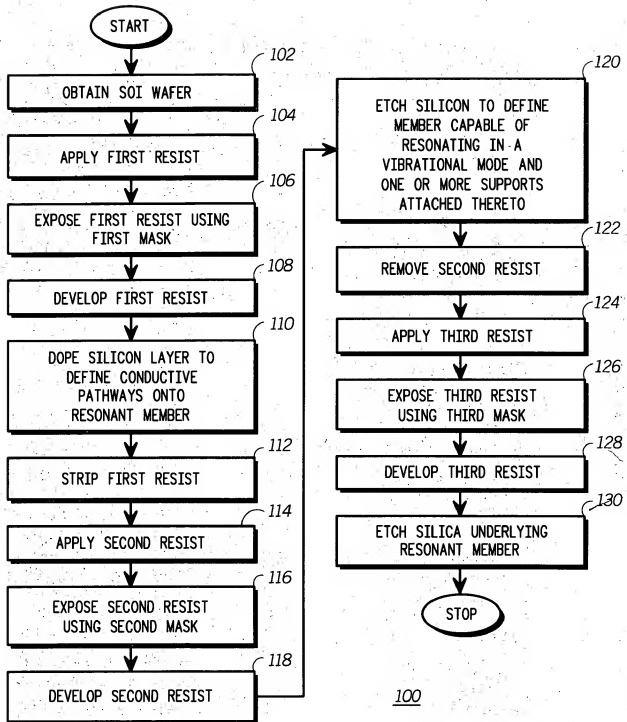 START
102
OBTAIN SOI WAFER
104
APPLY FIRST RESIST
106
EXPOSE FIRST RESIST USING
FIRST MASK
108
DEVELOP FIRST RESIST
110
DOPE SILICON LAYER TO
DEFINE CONDUCTIVE
PATHWAYS ONTO
RESONANT MEMBER
112
STRIP FIRST RESIST
114
APPLY SECOND RESIST
116
EXPOSE SECOND RESIST
USING SECOND MASK
118
DEVELOP SECOND RESIST
120
ETCH SILICON TO DEFINE
MEMBER CAPABLE OF
RESONATING IN A
VIBRATIONAL MODE AND
ONE OR MORE SUPPORTS
ATTACHED THERETO
122
REMOVE SECOND RESIST
124
APPLY THIRD RESIST
126
EXPOSE THIRD RESIST
USING THIRD MASK
128
DEVELOP THIRD RESIST
130
ETCH SILICA UNDERLYING
RESONANT MEMBER
STOP
100